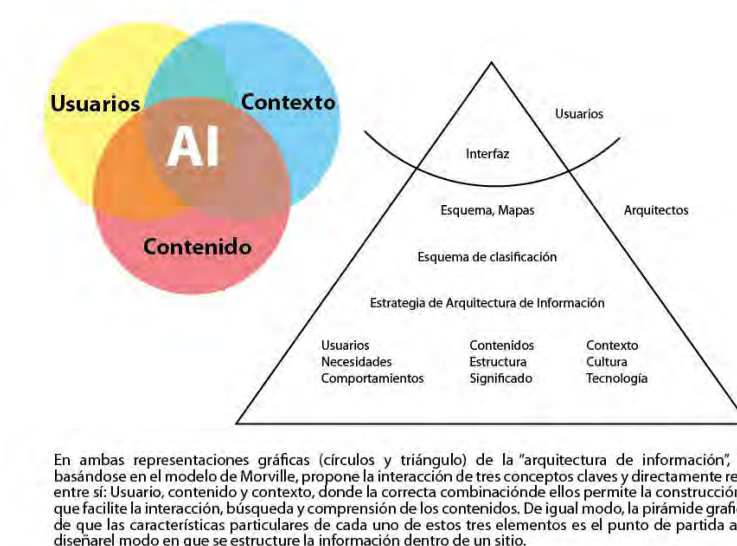 Usuarios
Contexto
AI
Contenido
Usuarios
Interfaz
Esquema, Mapas
Arquitectos
Esquema de clasificación
Estrategia de Arquitectura de Información
Usuarios Contenidos Contexto
Necesidades Estructura Cultura
Comportamientos Significado Tecnología
En ambas representaciones gráficas (círculos y triángulo) de la "arquitectura de información",
basándose en el modelo de Morville, propone la interacción de tres conceptos claves y directamente
entre sí: Usuario, contenido y contexto, donde la correcta combinaciónde ellos permite la construcción
que facilite la interacción, búsqueda y comprensión de los contenidos. De igual modo, la pirámide
de que las características particulares de cada uno de estos tres elementos es el punto de partida
diseñarel modo en que se estructure la información dentro de un sitio.